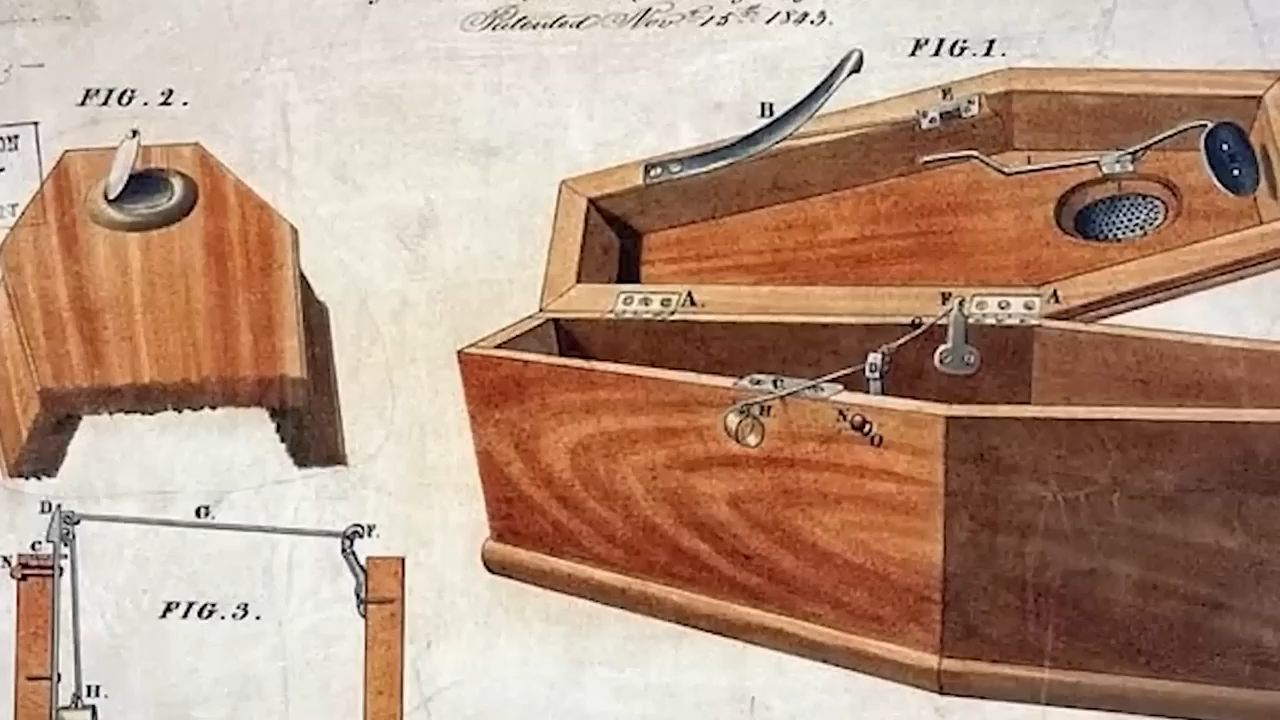 Patented Nov. 15th 1843.
FIG.1.
FIG.2.
B
E
A.
F
A
G
D
C
H.
N
O
D
G.
F.
C
N
FIG.3.
H.